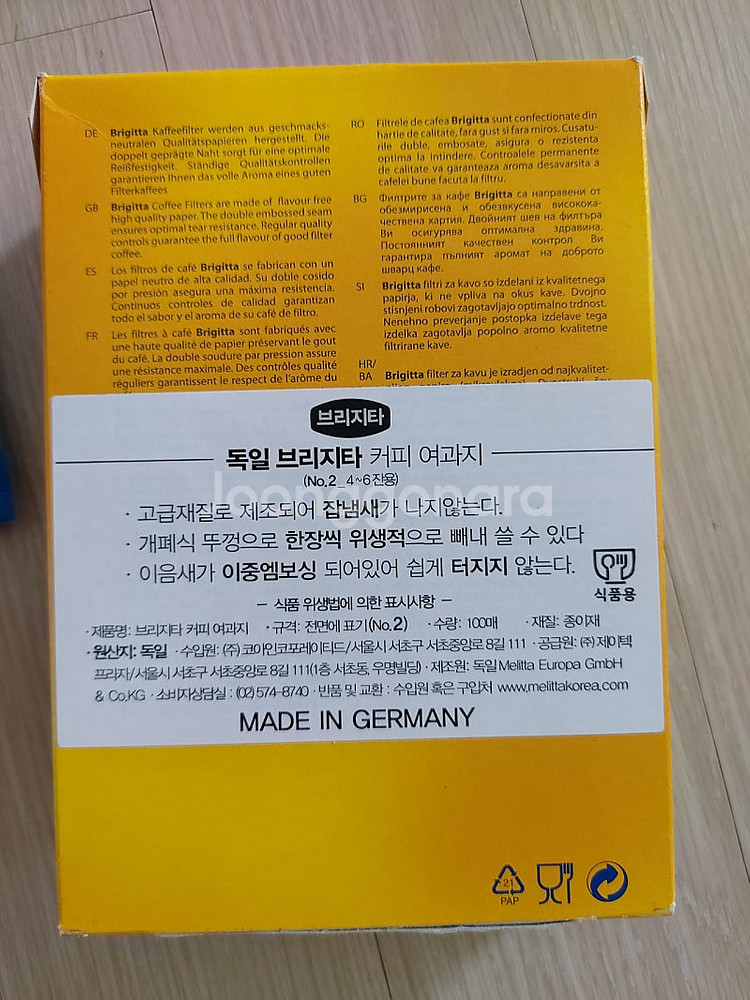 DE Brigitta Kaffeefilter werden aus geschmacks-
neutralen Qualitätspapieren hergestellt. Die
doppelt geprägte Naht sorgt für eine optimale
Reißfestigkeit. Ständige Qualitätskontrollen
garantieren Ihnen das volle Aroma eines guten
Filterkaffees
GB Brigitta Coffee Filters are made of flavour free
high quality paper. The double embossed seam
ensures optimal tear resistance. Regular quality
controls guarantee the full flavour of good filter
coffee.
ES Los filtros de café Brigitta se fabrican con un
papel neutro de alta calidad. Su doble cosido
por presión asegura una máxima resistencia.
Continuos controles de calidad garantizan
todo el sabor y el aroma de su café de filtro.
FR Les filtres à café Brigitta sont fabriqués avec
une haute qualité de papier préservant le gout
du café. La double soudure par pression assure
une résistance maximale. Des contrôles qualité
réguliers garantissent le respect de l'arôme du
RO Filtrele de cafea Brigitta sunt confectionate din
hartie de calitate, fara gust si fara miros. Cusatu-
rile duble, embosate, asigura o rezistenta
optima la intindere. Controalele permanente
de calitate va garanteaza aroma desavarsita a
cafelei bune facuta la filtru.
BG Филтрите за кафе Brigitta са направени от
обезмирисена и обезвкусена висококa-
чествена хартия. Двойният шев на филтъра
Ви осигурява оптимална здравина.
Постоянният качествен контрол Ви
гарантира пълният аромат на доброто
шварц кафе.
SI Brigitta filtri za kavo so izdelani iz kvalitetnega
papirja, ki ne vpliva na okus kave. Dvojno
stisnjeni robovi zagotavljajo optimalno trdnost.
Nenehno preverjanje postopka izdelave tega
izdelka zagotavlja popolno aromo kvalitetne
filtrirane kave.
HR/
BA Brigitta filter za kavu je izradjen od najkvalitet-
브리지타
독일 브리지타 커피 여과지
(No.2_4~6잔용)
joonggonara
· 고급재질로 제조되어 잡냄새가 나지않는다.
· 개폐식 뚜껑으로 한장씩 위생적으로 빼내 쓸 수 있다
· 이음새가 이중엠보싱 되어있어 쉽게 터지지 않는다.
식품용
– 식품 위생법에 의한 표시사항 –
· 제품명: 브리지타 커피 여과지 · 규격: 전면에 표기(No.2) · 수량: 100매 · 재질: 종이재
· 원산지: 독일 · 수입원: (주) 코아인코포레이티드/서울시 서초구 서초중앙로 8길 111 · 공급원: (주) 제이텍
프라자/서울시 서초구 서초중앙로 8길 111(1층 서초동, 우명빌딩) · 제조원: 독일 Melitta Europa GmbH
& Co.KG · 소비자상담실 : (02) 574-8740 · 반품 및 교환 : 수입원 혹은 구입처 www.melittakorea.com
MADE IN GERMANY
21
PAP